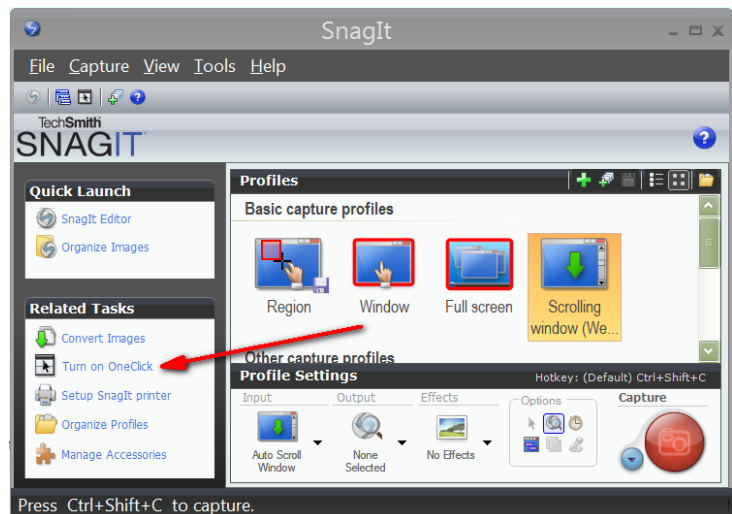 SnagIt
File Capture View Tools Help
TechSmith
SNAGIT
Quick Launch
SnagIt Editor
Organize Images
Related Tasks
Convert Images
Turn on OneClick
Setup SnagIt printer
Organize Profiles
Manage Accessories
Profiles
Basic capture profiles
Region Window Full screen Scrolling
window (We...
Other capture profiles
Profile Settings Hotkey: (Default) Ctrl+Shift+C
Input Output Effects Options Capture
Auto Scroll None No Effects
Window Selected
Press Ctrl+Shift+C to capture.